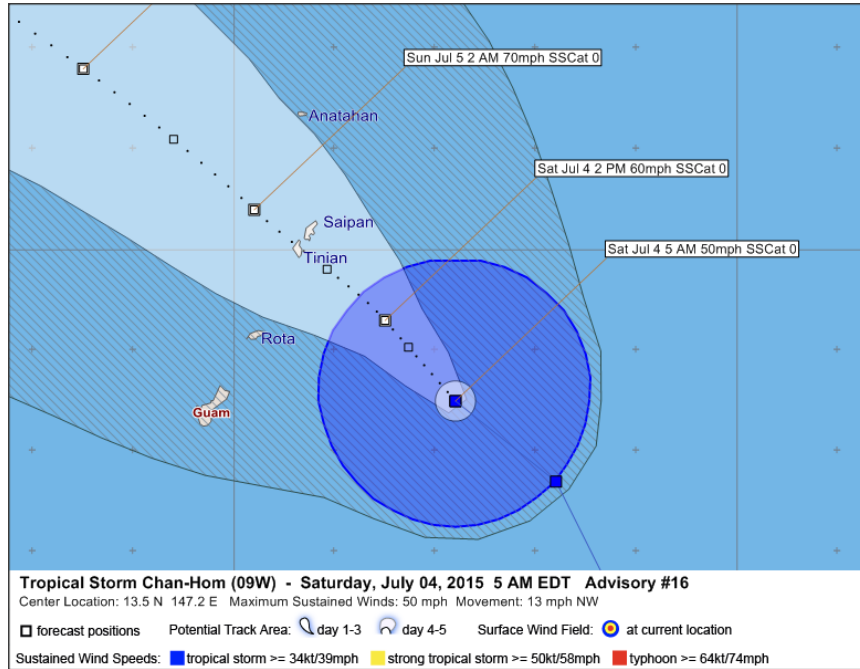 Sun Jul 5 2 AM 70mph SSCat 0
Anatahan
Sat Jul 4 2 PM 60mph SSCat 0
Saipan
Tinian
Sat Jul 4 5 AM 50mph SSCat 0
Rota
Guam
Tropical Storm Chan-Hom (09W) - Saturday, July 04, 2015 5 AM EDT Advisory #16
Center Location: 13.5 N 147.2 E Maximum Sustained Winds: 50 mph Movement: 13 mph NW
forecast positions Potential Track Area: day 1-3 day 4-5 Surface Wind Field: at current location
Sustained Wind Speeds: tropical storm >= 34kt/39mph strong tropical storm >= 50kt/58mph typhoon >= 64kt/74mph